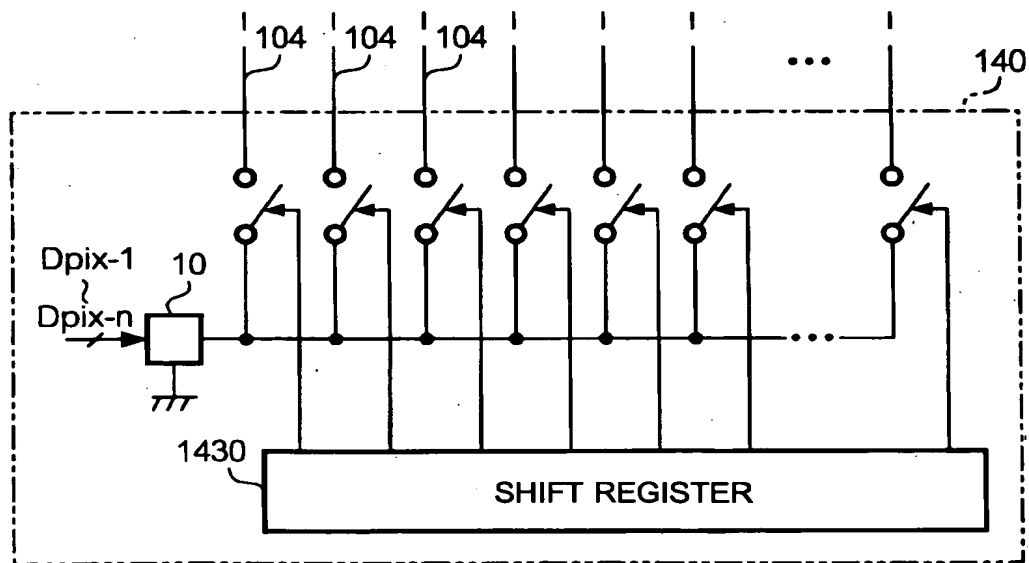 104 104 104
...
140
Dpix-1
~
Dpix-n
10
...
1430
SHIFT REGISTER